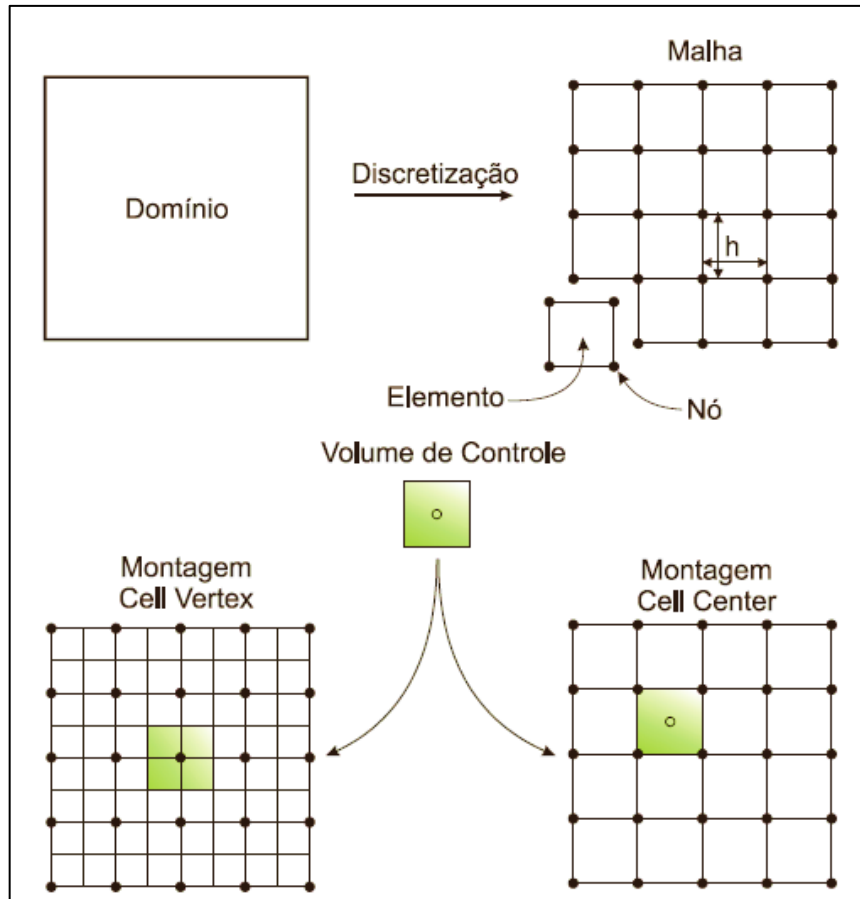 Malha
Discretização
Domínio
h
Elemento
Nó
Volume de Controle
Montagem
Cell Vertex
Montagem
Cell Center